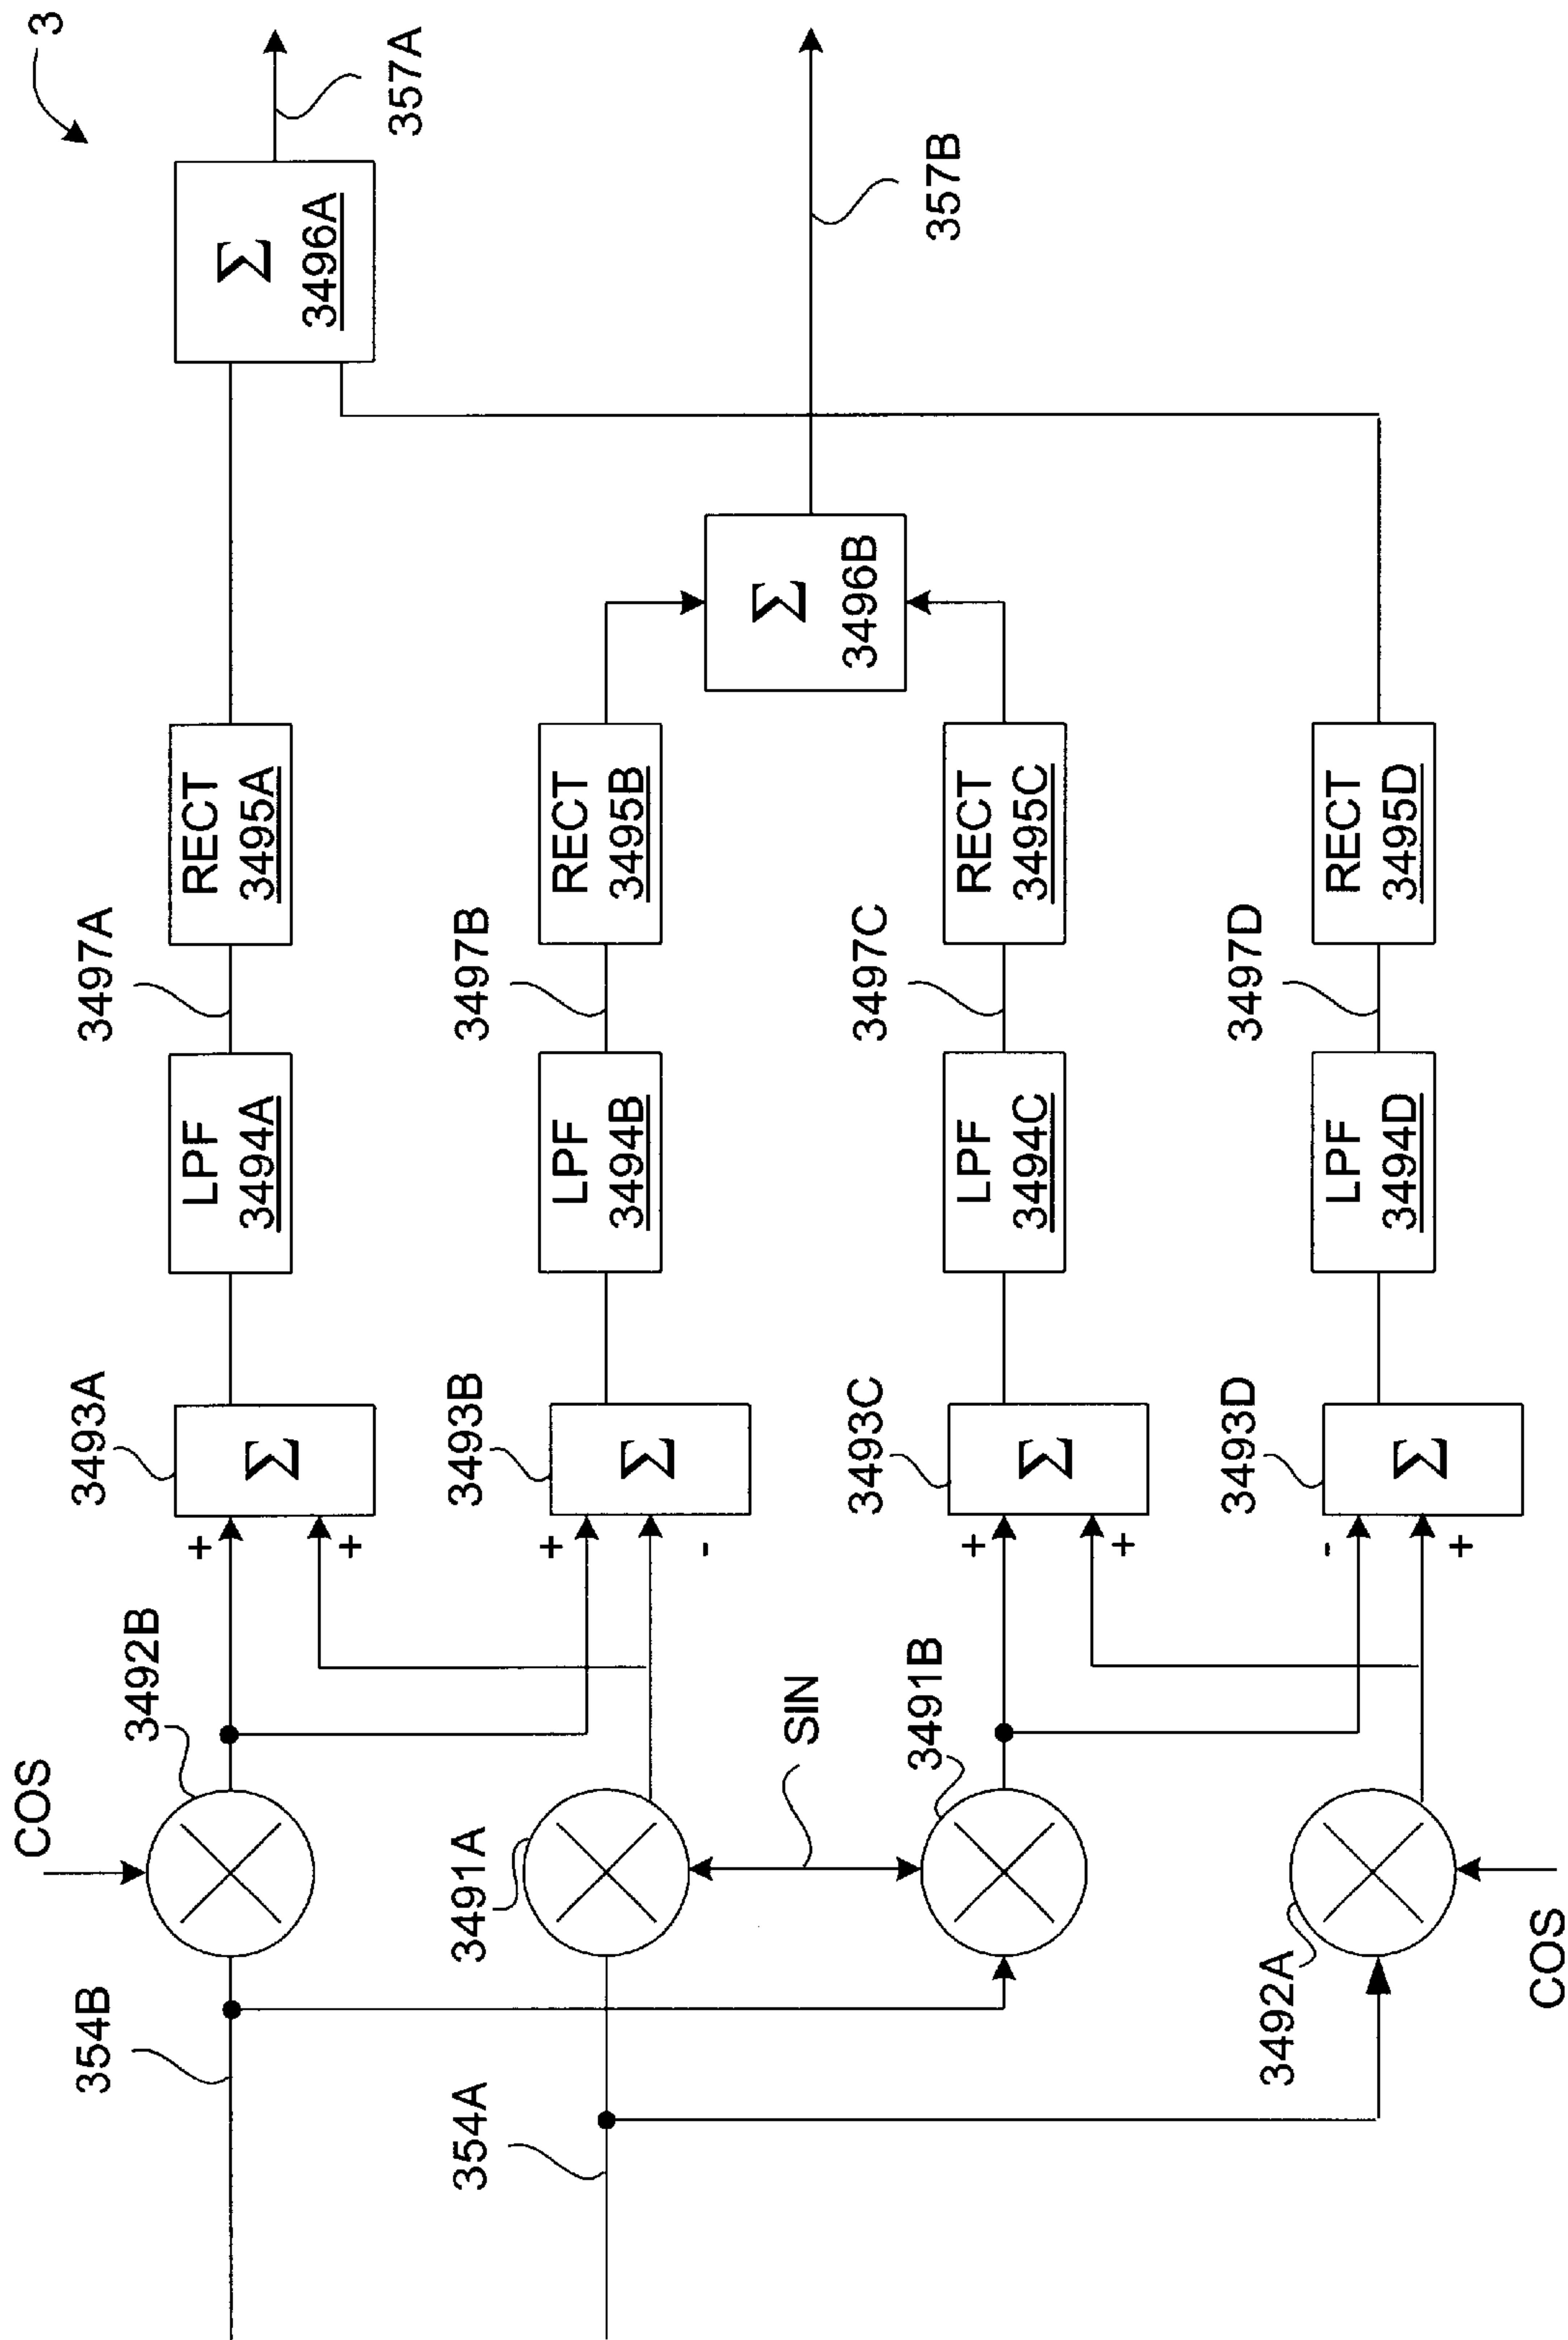 3
COS
354B
3492B
+
+
3493A
Σ
LPF
3494A
3497A
RECT
3495A
Σ
3496A
357A
354A
3491A
+
-
3493B
Σ
LPF
3494B
3497B
RECT
3495B
Σ
3496B
357B
SIN
3491B
+
+
3493C
Σ
LPF
3494C
3497C
RECT
3495C
3492A
COS
-
+
3493D
Σ
LPF
3494D
3497D
RECT
3495D